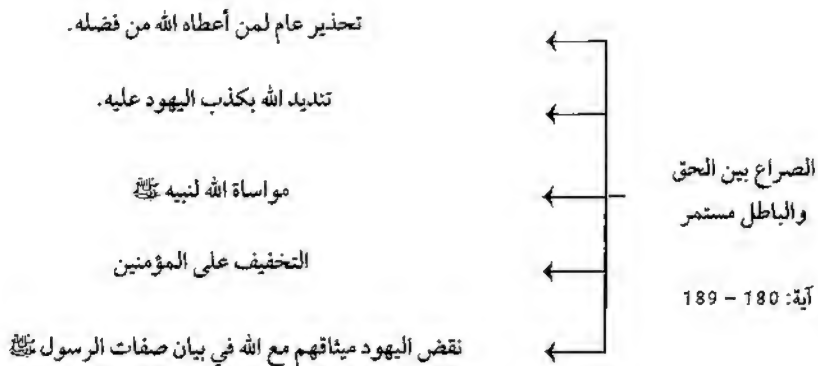 الصراع بين الحق
والباطل مستمر
آية: 180 – 189
تحذير عام لمن أعطاه الله من فضله.
تنديد الله بكذب اليهود عليه.
مواساة الله لنبيه ﷺ
التخفيف على المؤمنين
نقض اليهود ميثاقهم مع الله في بيان صفات الرسول ﷺ